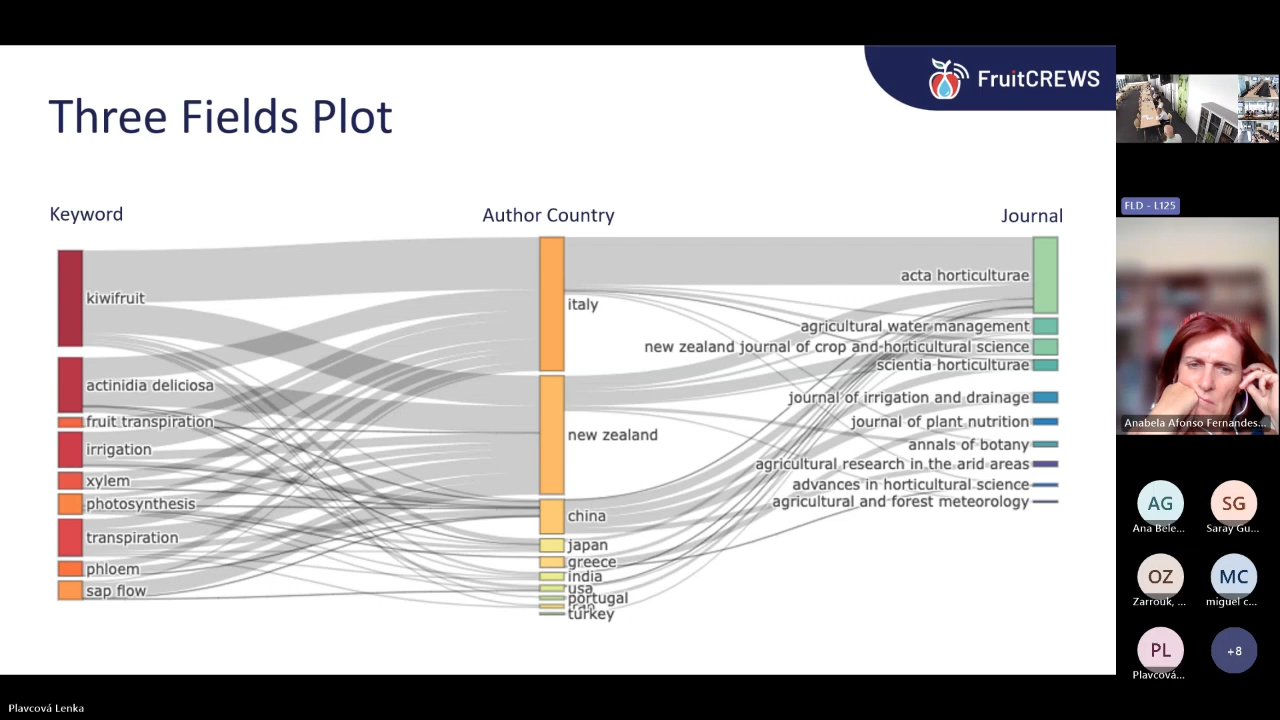 FruitCREWS
Three Fields Plot
Keyword
Author Country
Journal
kiwifruit
actinidia deliciosa
fruit transpiration
irrigation
xylem
photosynthesis
transpiration
phloem
sap flow
italy
new zealand
china
japan
greece
india
usa
portugal
iran
turkey
acta horticulturae
agricultural water management
new zealand journal of crop and horticultural science
scientia horticulturae
journal of irrigation and drainage
journal of plant nutrition
annals of botany
agricultural research in the arid areas
advances in horticultural science
agricultural and forest meteorology
FLD - L125
Anabela Afonso Fernandes...
AG
Ana Bele...
SG
Saray Gu...
OZ
Zarrouk, ...
MC
miguel c...
PL
Plavcová...
+8
Plavcová Lenka